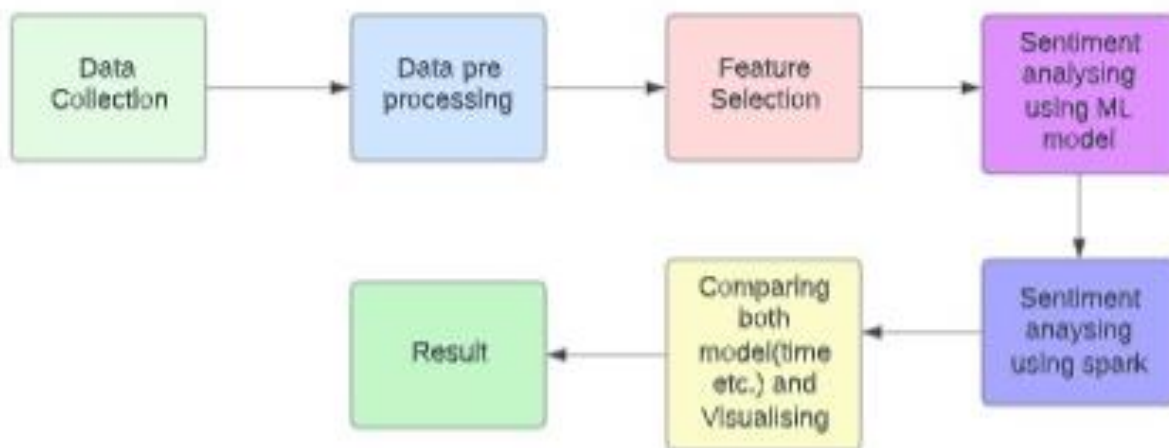 Data
Collection
Data pre
processing
Feature
Selection
Sentiment
analysing
using ML
model
Sentiment
anaysing
using spark
Comparing
both
model(time
etc.) and
Visualising
Result